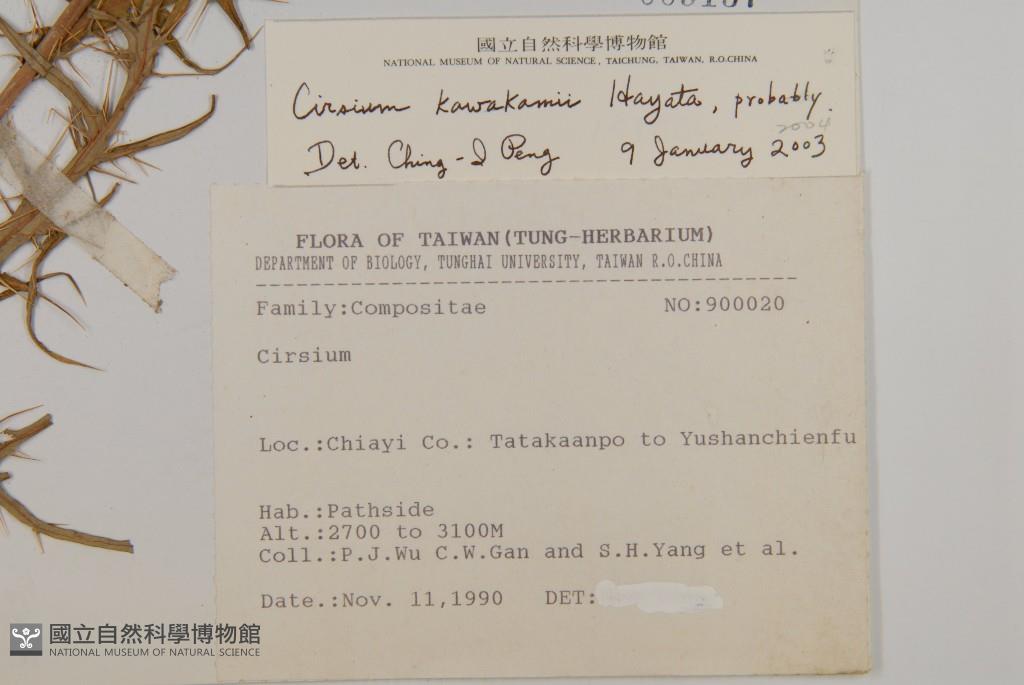 國立自然科學博物館
NATIONAL MUSEUM OF NATURAL SCIENCE, TAICHUNG, TAIWAN, R.O.CHINA
Cirsium kawakamii Hayata, probably.
2004
Det. Ching-I Peng 9 January 2003
FLORA OF TAIWAN(TUNG-HERBARIUM)
DEPARTMENT OF BIOLOGY, TUNGHAI UNIVERSITY, TAIWAN R.O.CHINA
Family:Compositae NO:900020
Cirsium
Loc.:Chiayi Co.: Tatakaanpo to Yushanchienfu
Hab.:Pathside
Alt.:2700 to 3100M
Coll.:P.J.Wu C.W.Gan and S.H.Yang et al.
Date.:Nov. 11,1990 DET:
國立自然科學博物館
NATIONAL MUSEUM OF NATURAL SCIENCE